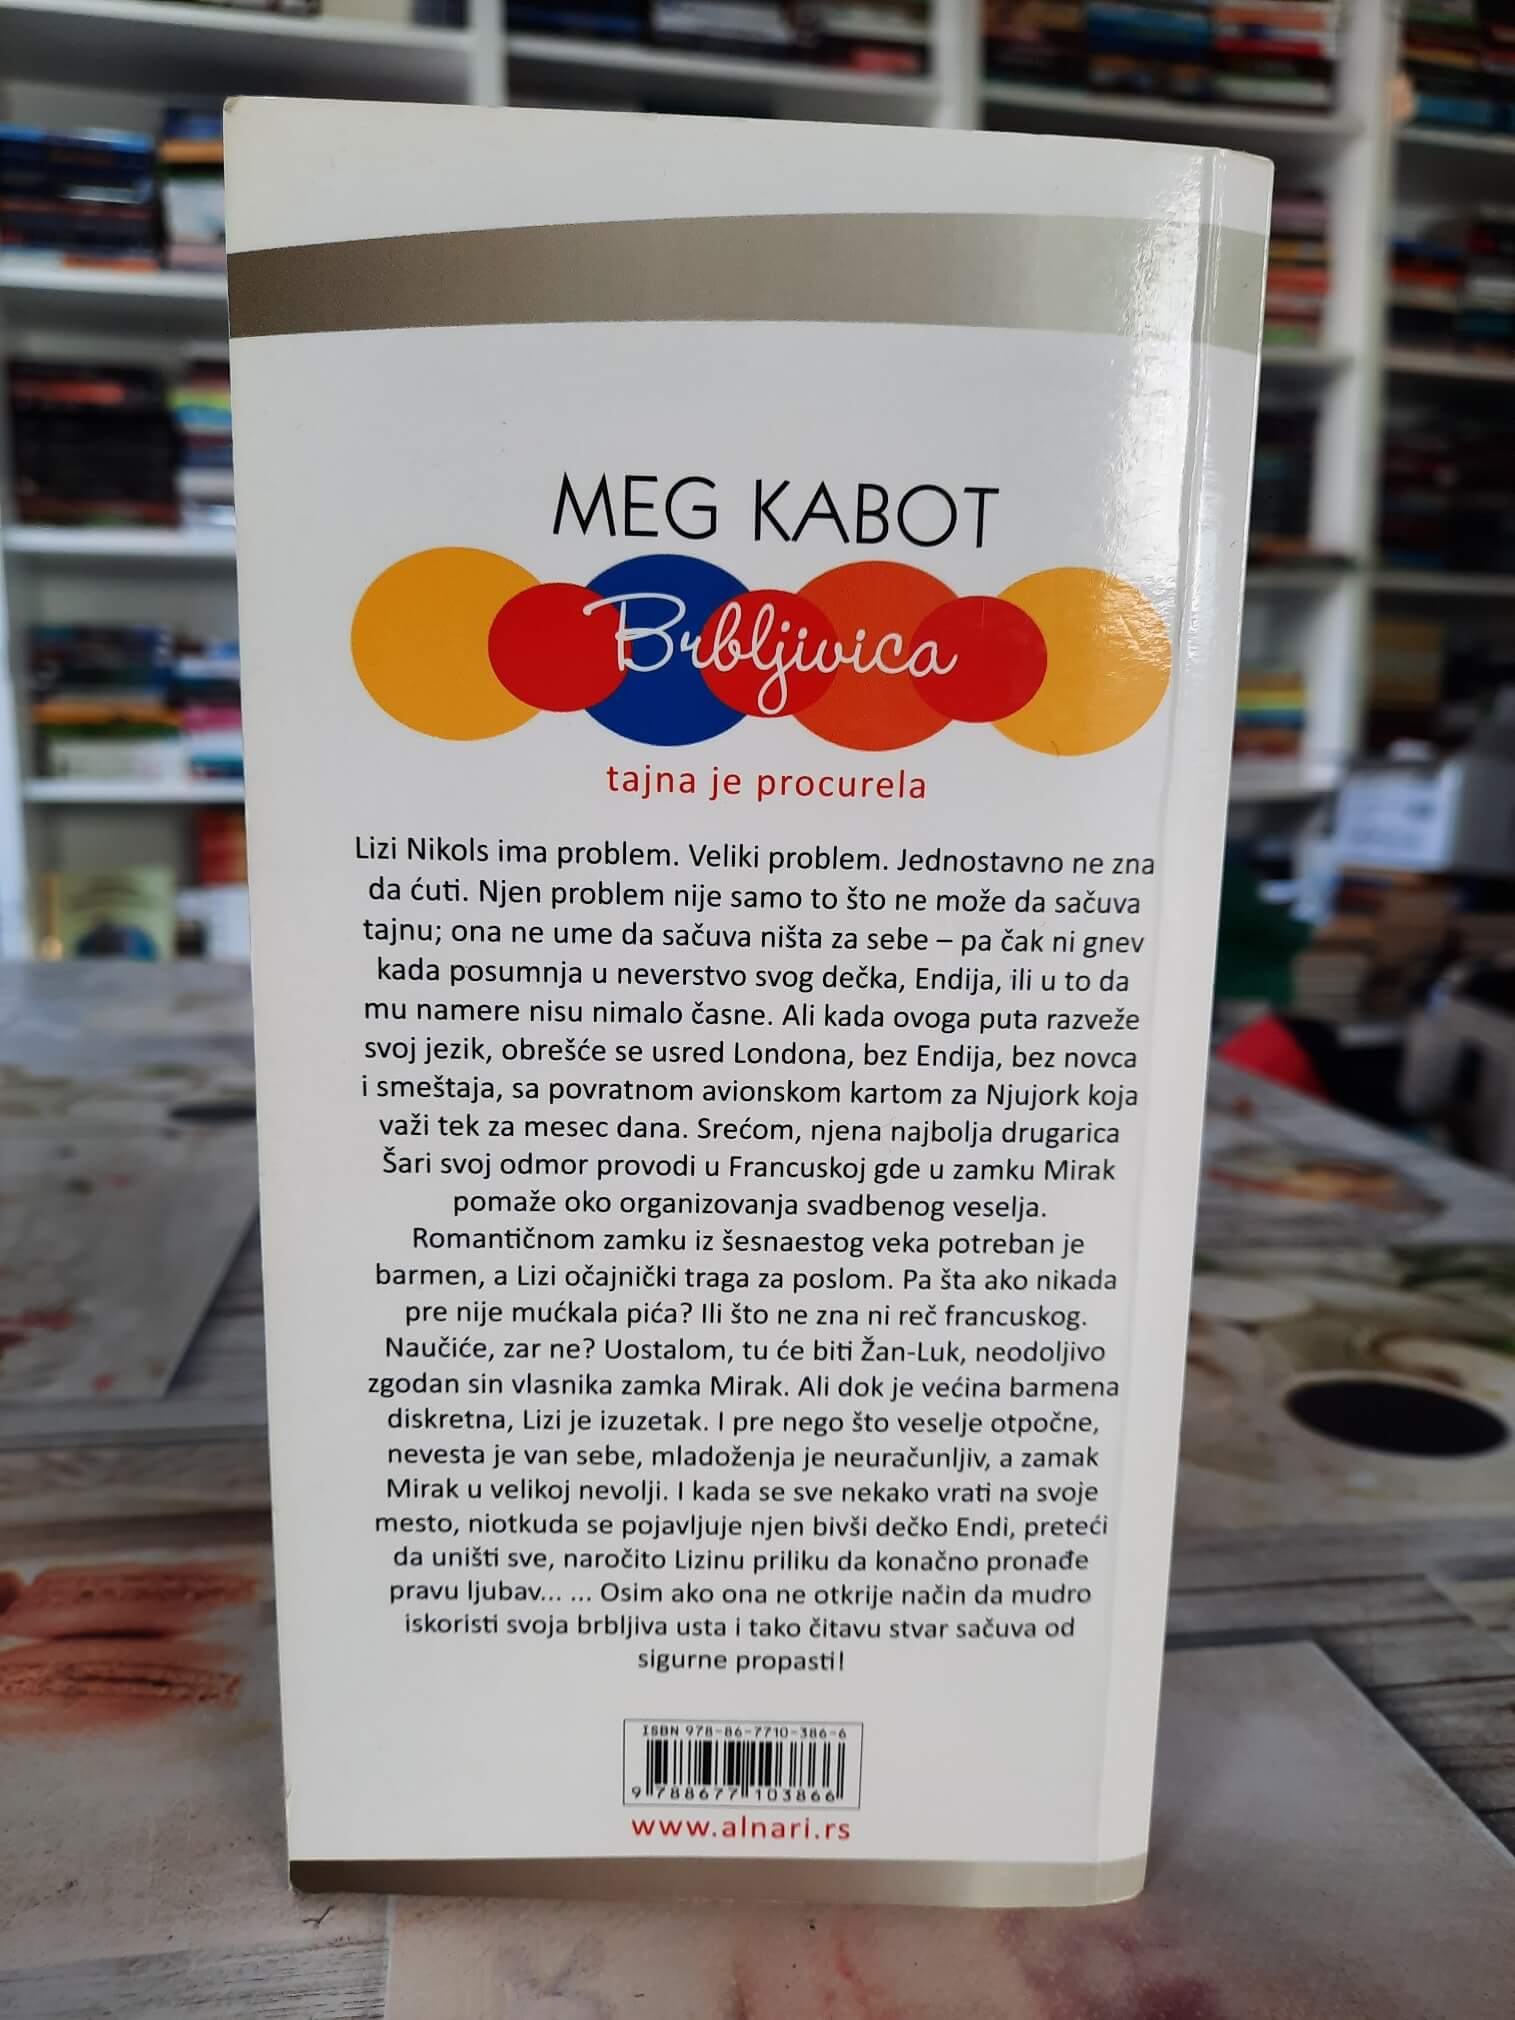 MEG KABOT
Brbljivica
tajna je procurela
Lizi Nikols ima problem. Veliki problem. Jednostavno ne zna
da ćuti. Njen problem nije samo to što ne može da sačuva
tajnu; ona ne ume da sačuva ništa za sebe – pa čak ni gnev
kada posumnja u neverstvo svog dečka, Endija, ili u to da
mu namere nisu nimalo časne. Ali kada ovoga puta razveže
svoj jezik, obrešće se usred Londona, bez Endija, bez novca
i smeštaja, sa povratnom avionskom kartom za Njujork koja
važi tek za mesec dana. Srećom, njena najbolja drugarica
Šari svoj odmor provodi u Francuskoj gde u zamku Mirak
pomaže oko organizovanja svadbenog veselja.
Romantičnom zamku iz šesnaestog veka potreban je
barmen, a Lizi očajnički traga za poslom. Pa šta ako nikada
pre nije mućkala pića? Ili što ne zna ni reč francuskog.
Naučiće, zar ne? Uostalom, tu će biti Žan-Luk, neodoljivo
zgodan sin vlasnika zamka Mirak. Ali dok je većina barmena
diskretna, Lizi je izuzetak. I pre nego što veselje otpočne,
nevesta je van sebe, mladoženja je neuračunljiv, a zamak
Mirak u velikoj nevolji. I kada se sve nekako vrati na svoje
mesto, niotkuda se pojavljuje njen bivši dečko Endi, preteći
da uništi sve, naročito Lizinu priliku da konačno pronađe
pravu ljubav... ... Osim ako ona ne otkrije način da mudro
iskoristi svoja brbljiva usta i tako čitavu stvar sačuva od
sigurne propasti!
ISBN 978-86-7710-386-6
9 788677 103866
www.alnari.rs